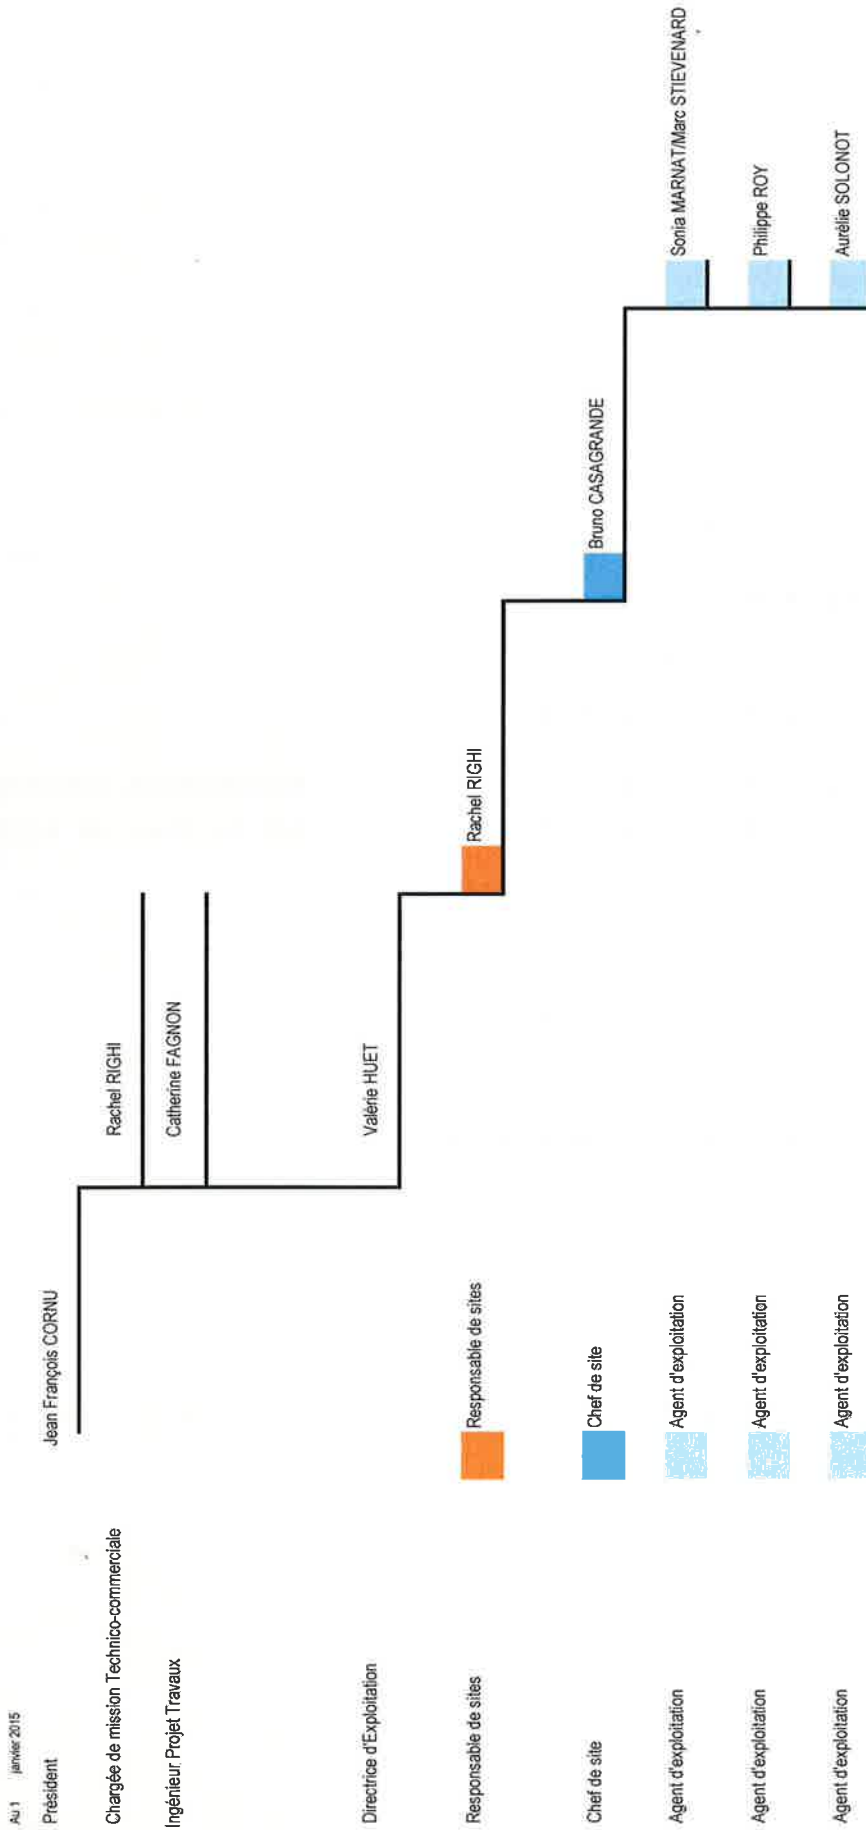 Au 1 janvier 2015
Président
Jean François CORNU
Chargée de mission Technico-commerciale
Rachel RIGHI
Ingénieur Projet Travaux
Catherine FAGNON
Directrice d'Exploitation
Valérie HUET
Responsable de sites
Responsable de sites
Rachel RIGHI
Chef de site
Chef de site
Bruno CASAGRANDE
Agent d'exploitation
Agent d'exploitation
Sonia MARNAT/Marc STIEVENARD
Agent d'exploitation
Agent d'exploitation
Philippe ROY
Agent d'exploitation
Agent d'exploitation
Aurélie SOLONOT